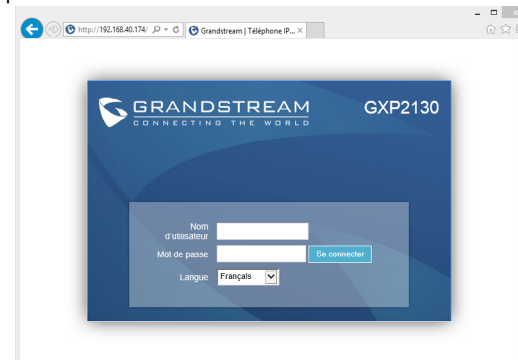 http://192.168.40.174/
Grandstream | Téléphone IP...
GRANDSTREAM
CONNECTING THE WORLD
GXP2130
Nom
d'utilisateur
Mot de passe
Se connecter
Langue
Français